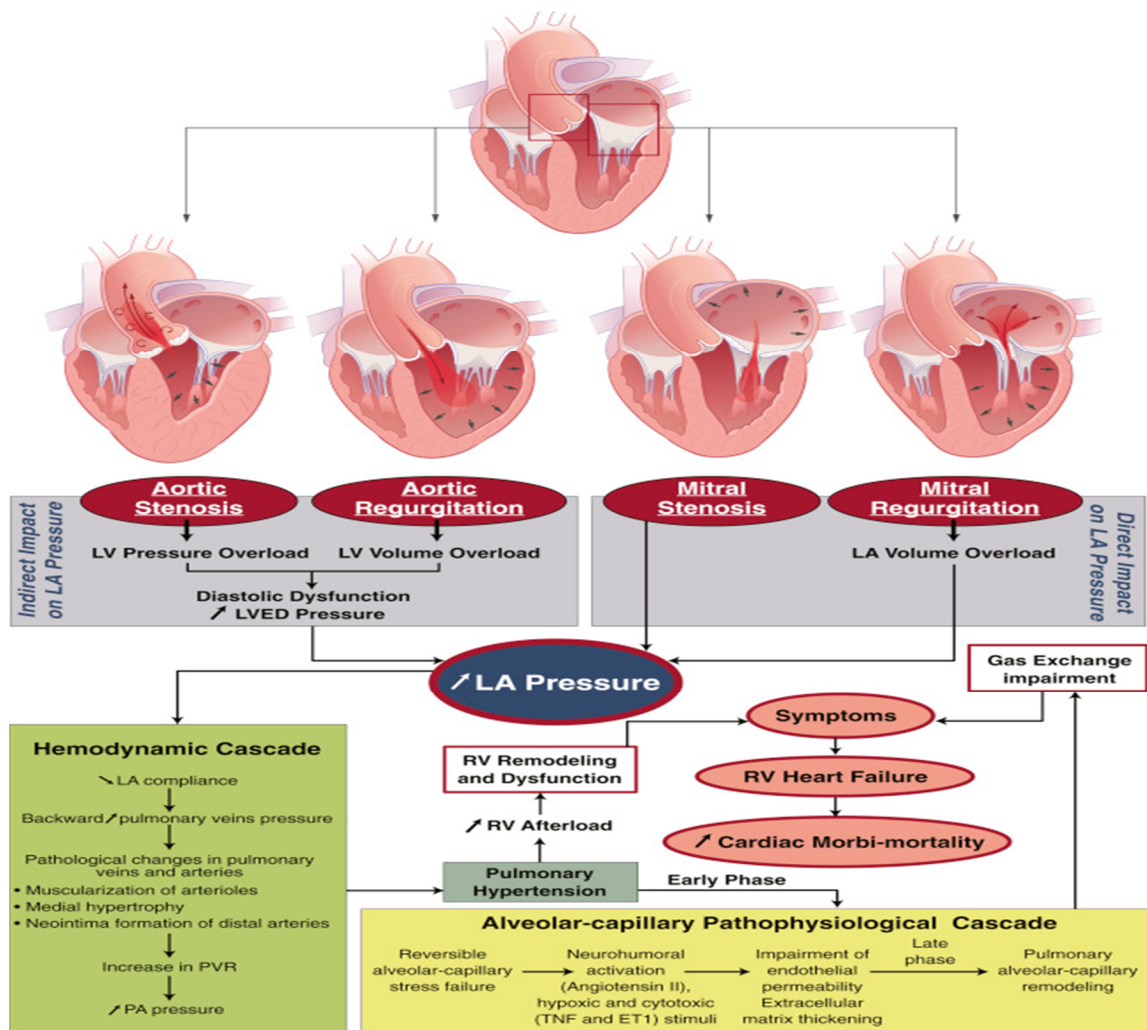 Aortic
Stenosis
Aortic
Regurgitation
Mitral
Stenosis
Mitral
Regurgitation
Indirect Impact
on LA Pressure
LV Pressure Overload
LV Volume Overload
Diastolic Dysfunction
↗ LVED Pressure
LA Volume Overload
Direct Impact
on LA Pressure
↗ LA Pressure
Gas Exchange
impairment
Symptoms
RV Heart Failure
↗ Cardiac Morbi-mortality
RV Remodeling
and Dysfunction
↗ RV Afterload
Pulmonary
Hypertension
Early Phase
Hemodynamic Cascade
↘ LA compliance
Backward ↗ pulmonary veins pressure
Pathological changes in pulmonary
veins and arteries
• Muscularization of arterioles
• Medial hypertrophy
• Neointima formation of distal arteries
Increase in PVR
↗ PA pressure
Alveolar-capillary Pathophysiological Cascade
Reversible
alveolar-capillary
stress failure
Neurohumoral
activation
(Angiotensin II),
hypoxic and cytotoxic
(TNF and ET1) stimuli
Impairment of
endothelial
permeability
Extracellular
matrix thickening
Late
phase
Pulmonary
alveolar-capillary
remodeling